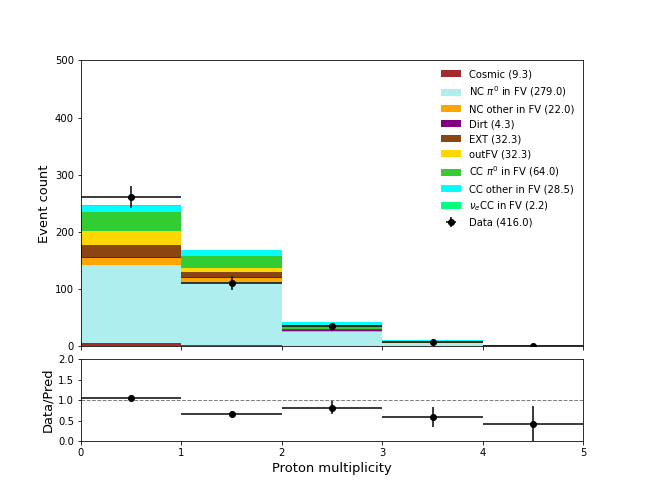 500
400
300
200
100
0
Event count
Cosmic (9.3)
NC π⁰ in FV (279.0)
NC other in FV (22.0)
Dirt (4.3)
EXT (32.3)
outFV (32.3)
CC π⁰ in FV (64.0)
CC other in FV (28.5)
νₑCC in FV (2.2)
Data (416.0)
2.0
1.5
1.0
0.5
0.0
Data/Pred
0 1 2 3 4 5
Proton multiplicity